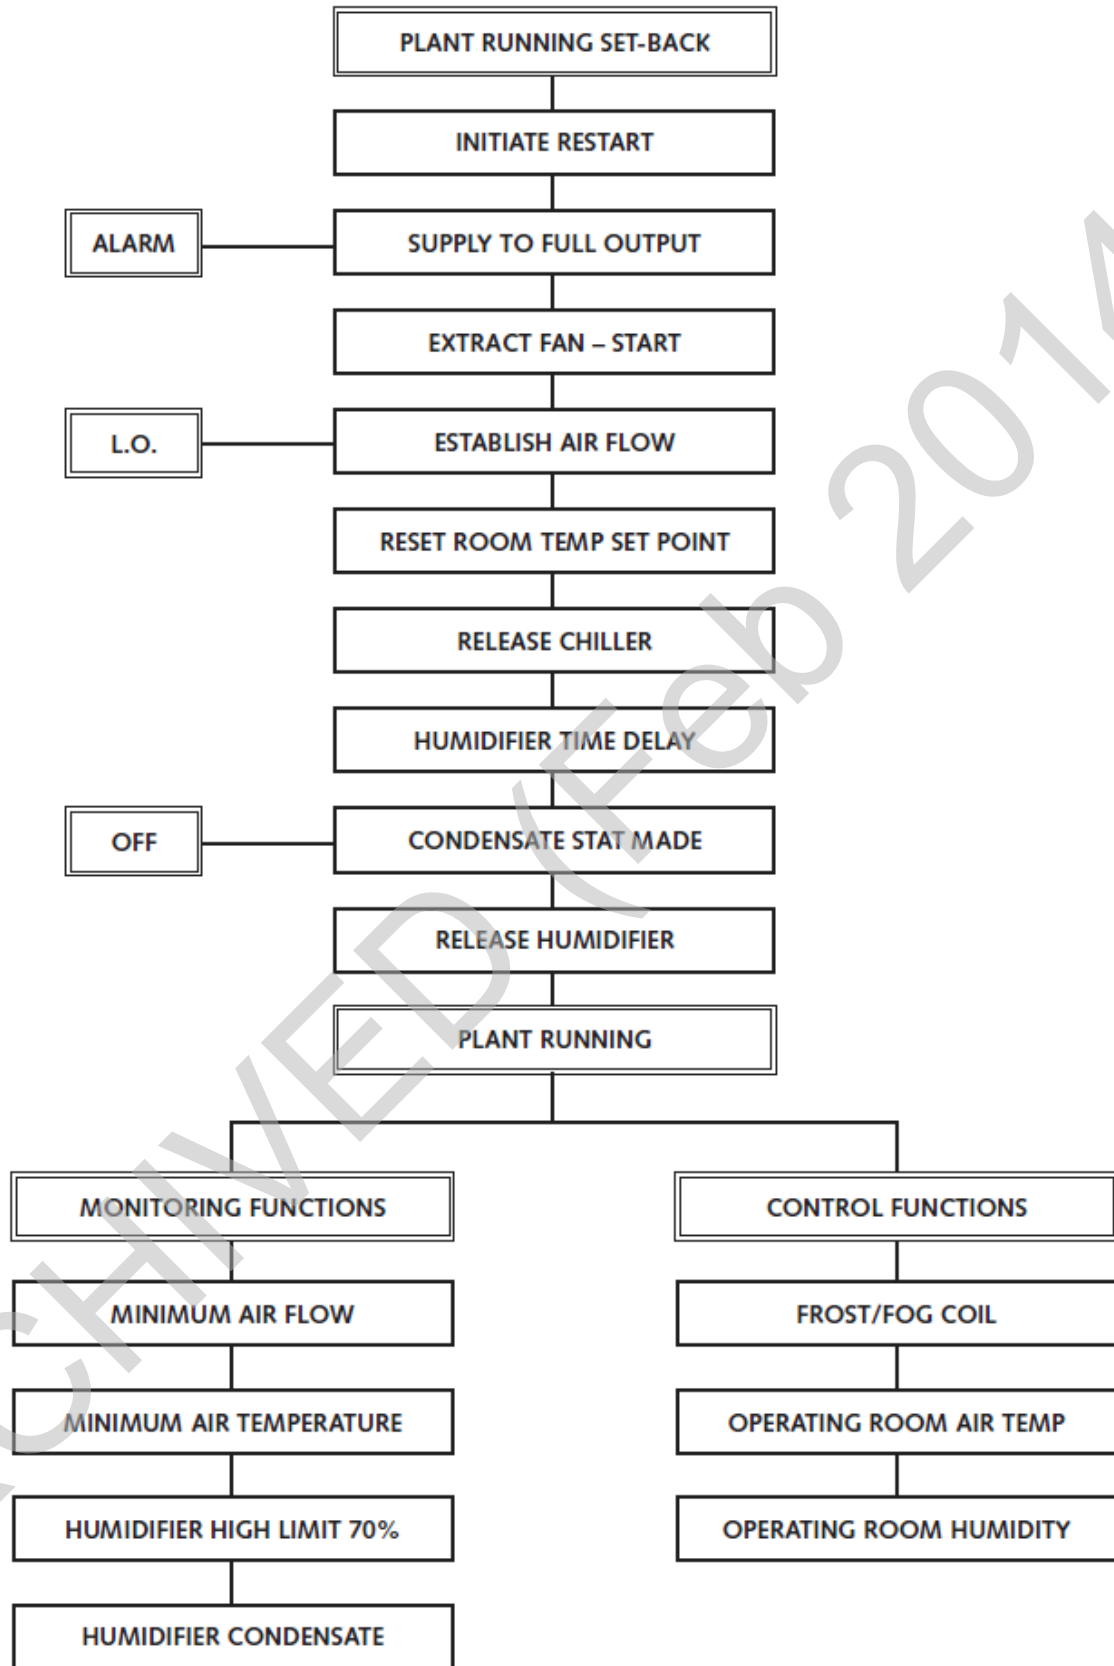 PLANT RUNNING SET-BACK
INITIATE RESTART
ALARM
SUPPLY TO FULL OUTPUT
EXTRACT FAN – START
L.O.
ESTABLISH AIR FLOW
RESET ROOM TEMP SET POINT
RELEASE CHILLER
HUMIDIFIER TIME DELAY
OFF
CONDENSATE STAT MADE
RELEASE HUMIDIFIER
PLANT RUNNING
MONITORING FUNCTIONS
CONTROL FUNCTIONS
MINIMUM AIR FLOW
FROST/FOG COIL
MINIMUM AIR TEMPERATURE
OPERATING ROOM AIR TEMP
HUMIDIFIER HIGH LIMIT 70%
OPERATING ROOM HUMIDITY
HUMIDIFIER CONDENSATE
CHIVED (Feb 2014